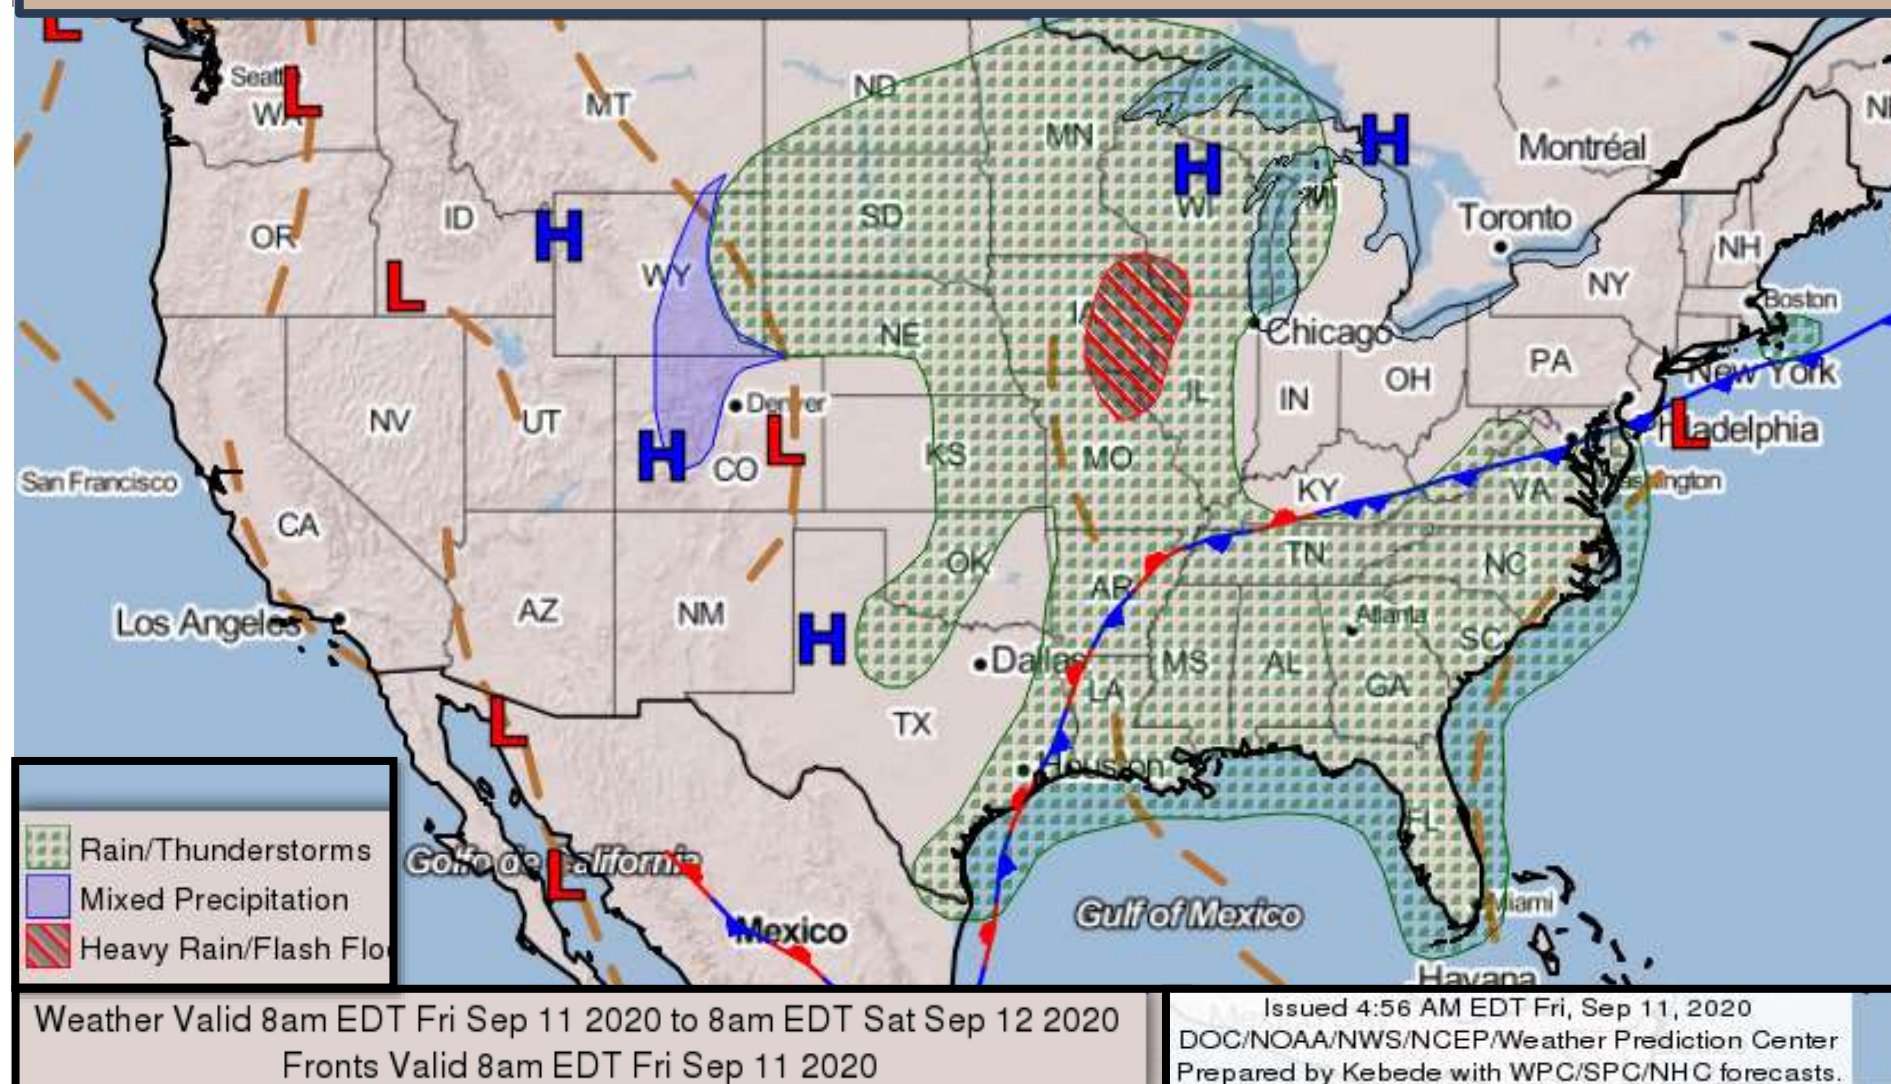 L
Seattle
L
WA
MT
ND
MN
H
H
Montréal
OR
ID
H
WY
SD
WI
MI
Toronto
NH
NY
L
Boston
NE
IA
Chicago
New York
NV
UT
Denver
IL
IN
OH
PA
San Francisco
H
CO
L
KS
MO
L
Philadelphia
CA
KY
VA
Washington
OK
TN
NC
Los Angeles
AZ
NM
H
AR
Atlanta
SC
Dallas
MS
AL
GA
L
TX
LA
Houston
FL
Rain/Thunderstorms
Mixed Precipitation
Heavy Rain/Flash Flo
Golfo de California
L
Mexico
Gulf of Mexico
Miami
Havana
Weather Valid 8am EDT Fri Sep 11 2020 to 8am EDT Sat Sep 12 2020
Fronts Valid 8am EDT Fri Sep 11 2020
Issued 4:56 AM EDT Fri, Sep 11, 2020
DOC/NOAA/NWS/NCEP/Weather Prediction Center
Prepared by Kebede with WPC/SPC/NHC forecasts.